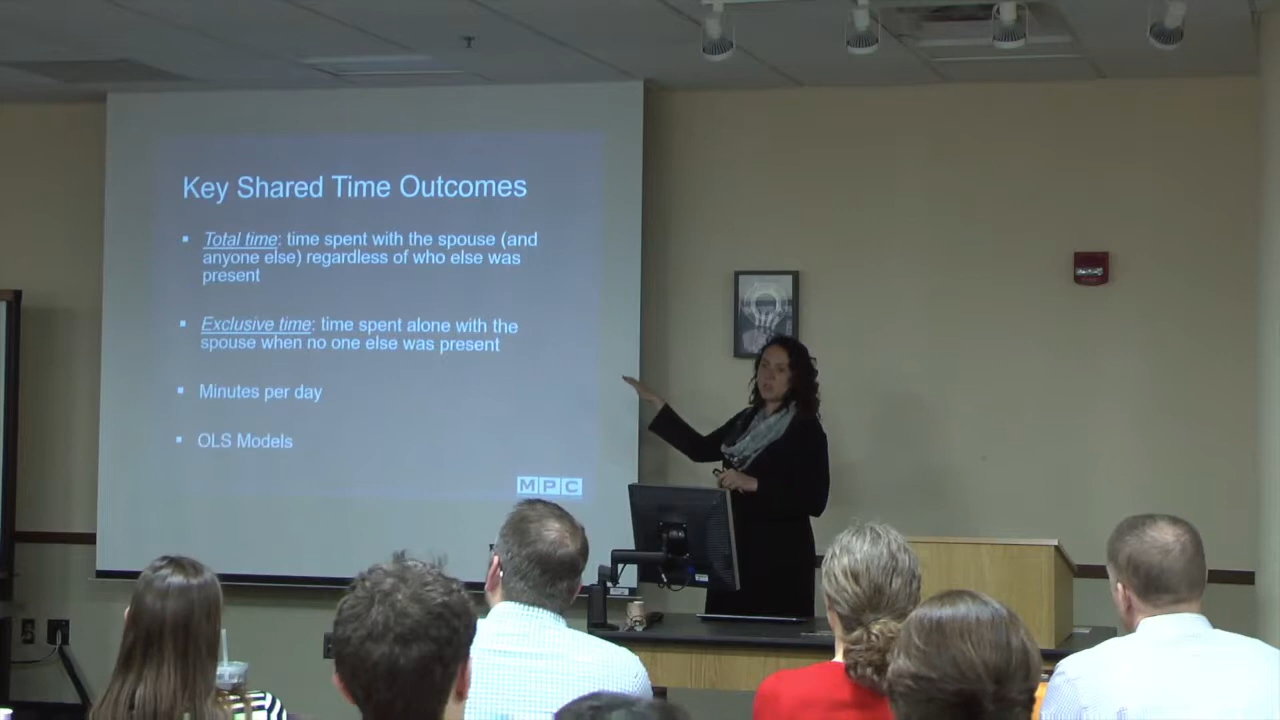 Key Shared Time Outcomes
▪ Total time: time spent with the spouse (and
anyone else) regardless of who else was
present
▪ Exclusive time: time spent alone with the
spouse when no one else was present
▪ Minutes per day
▪ OLS Models
MPC